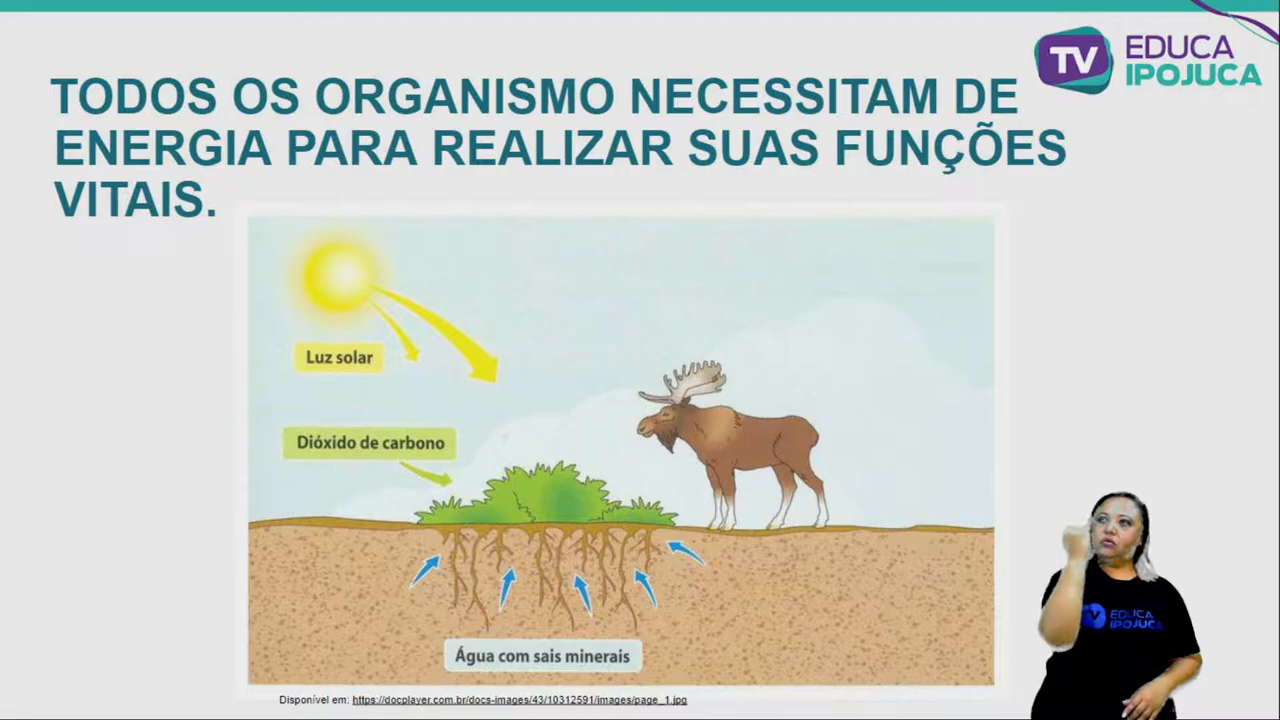 TV EDUCA
IPOJUCA
TODOS OS ORGANISMO NECESSITAM DE
ENERGIA PARA REALIZAR SUAS FUNÇÕES
VITAIS.
Luz solar
Dióxido de carbono
Água com sais minerais
Disponível em: https://docplayer.com.br/docs-images/43/10312591/images/page_1.jpg
TV EDUCA
IPOJUCA